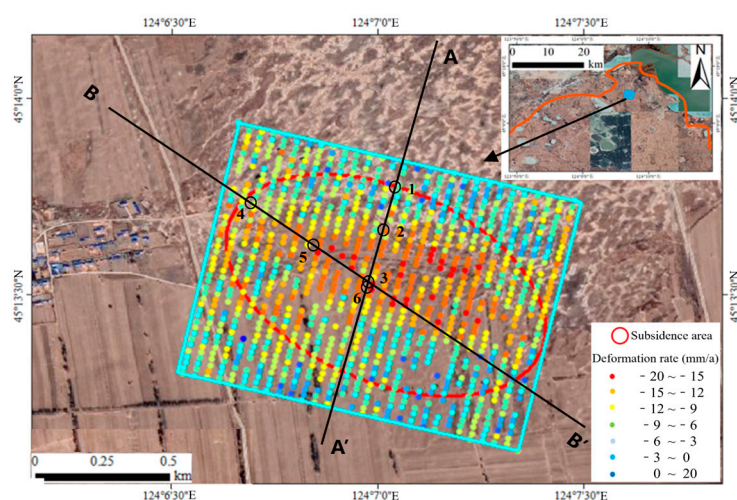 124°6'30"E
124°7'0"E
124°7'30"E
45°14'0"N
45°13'30"N
A
B
0 10 20
km
N
1
2
3
4
5
6
A'
B'
Subsidence area
Deformation rate (mm/a)
- 20 ~ - 15
- 15 ~ - 12
- 12 ~ - 9
- 9 ~ - 6
- 6 ~ - 3
- 3 ~ 0
0 ~ 20
0 0.25 0.5
km
124°6'30"E
124°7'0"E
124°7'30"E